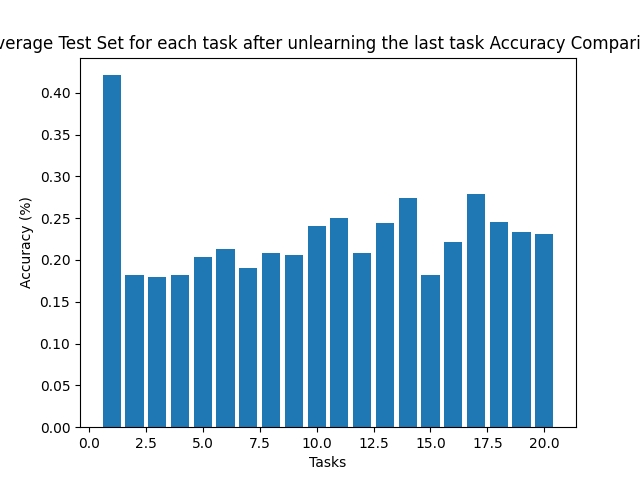 verage Test Set for each task after unlearning the last task Accuracy Compari
0.40
0.35
0.30
0.25
0.20
0.15
0.10
0.05
0.00
Accuracy (%)
0.0 2.5 5.0 7.5 10.0 12.5 15.0 17.5 20.0
Tasks